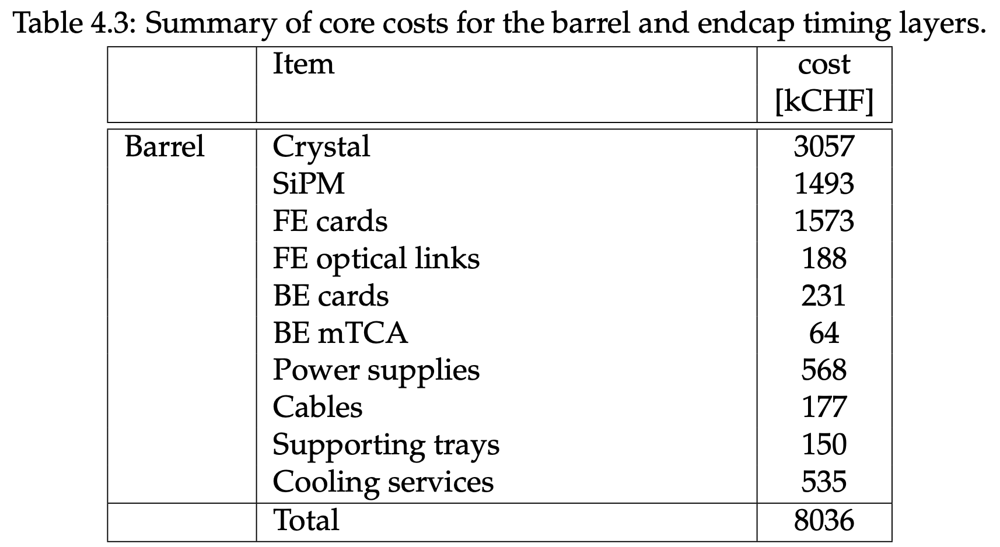 Table 4.3: Summary of core costs for the barrel and endcap timing layers.
Item cost
[kCHF]
Barrel Crystal 3057
SiPM 1493
FE cards 1573
FE optical links 188
BE cards 231
BE mTCA 64
Power supplies 568
Cables 177
Supporting trays 150
Cooling services 535
Total 8036